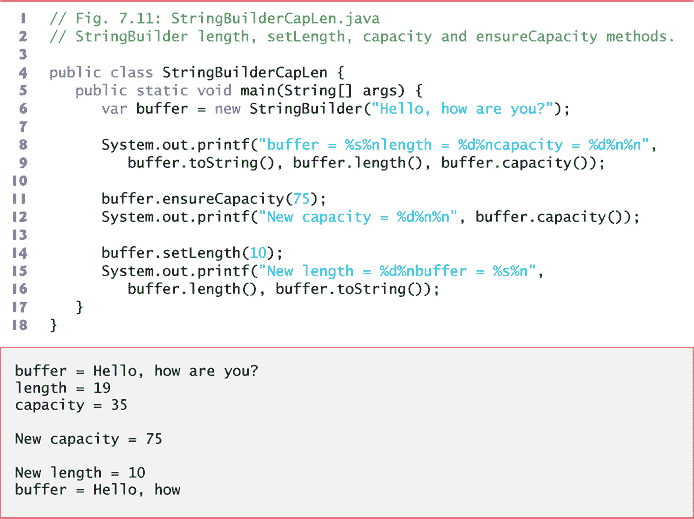 1 // Fig. 7.11: StringBuilderCapLen.java
2 // StringBuilder length, setLength, capacity and ensureCapacity methods.
3
4 public class StringBuilderCapLen {
5 public static void main(String[] args) {
6 var buffer = new StringBuilder("Hello, how are you?");
7
8 System.out.printf("buffer = %s%nlength = %d%ncapacity = %d%n%n",
9 buffer.toString(), buffer.length(), buffer.capacity());
10
11 buffer.ensureCapacity(75);
12 System.out.printf("New capacity = %d%n%n", buffer.capacity());
13
14 buffer.setLength(10);
15 System.out.printf("New length = %d%nbuffer = %s%n",
16 buffer.length(), buffer.toString());
17 }
18 }
buffer = Hello, how are you?
length = 19
capacity = 35
New capacity = 75
New length = 10
buffer = Hello, how